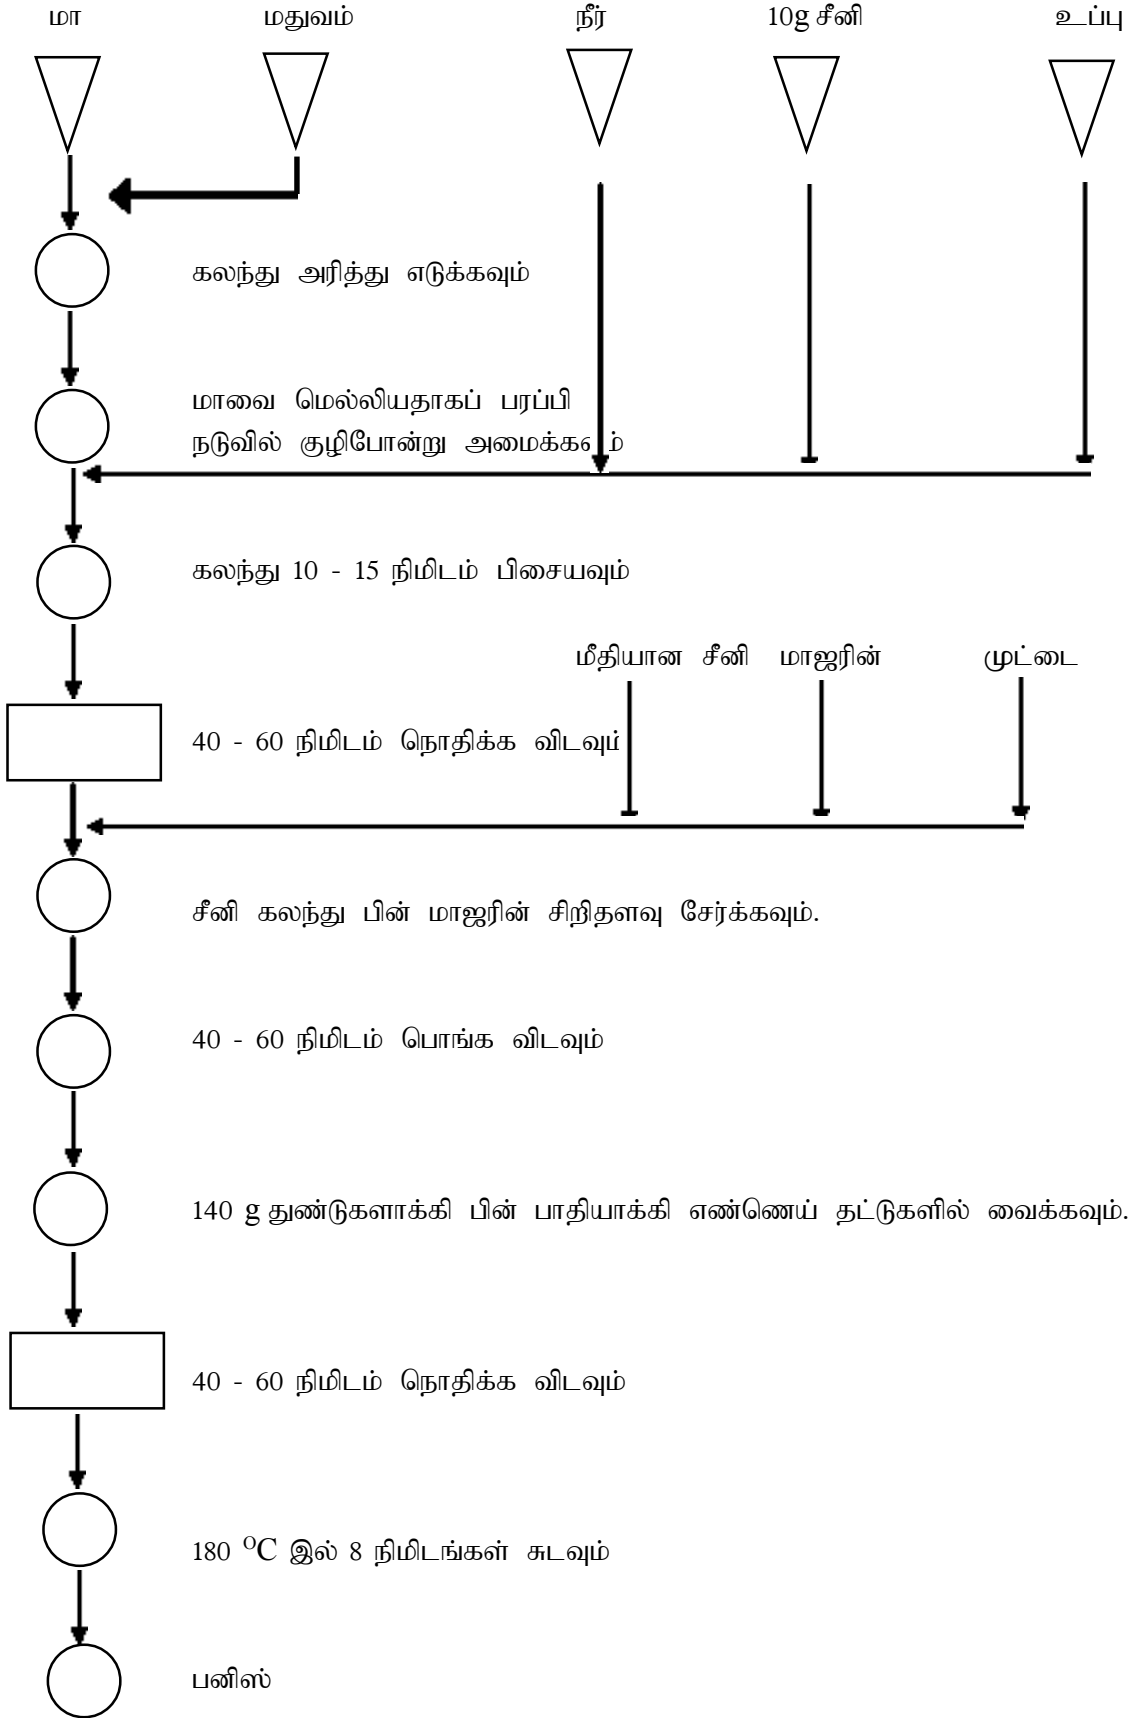 மா மதுவம் நீர் 10g சீனி உப்பு
கலந்து அரித்து எடுக்கவும்
மாவை மெல்லியதாகப் பரப்பி
நடுவில் குழிபோன்று
கலந்து 10 - 15 நிமிடம் பிசையவும்
மீதியான சீனி மாஜரின் முட்டை
40 - 60 நிமிடம் நொதிக்க விடவும்
சீனி கலந்து பின் மாஜரின் சிறிதளவு சேர்க்கவும்.
40 - 60 நிமிடம் பொங்க விடவும்
140 g துண்டுகளாக்கி பின் பாதியாக்கி எண்ணெய் தட்டுகளில் வைக்கவும்.
40 - 60 நிமிடம் நொதிக்க விடவும்
180 ᴼC இல் 8 நிமிடங்கள் சுடவும்
பனிஸ்